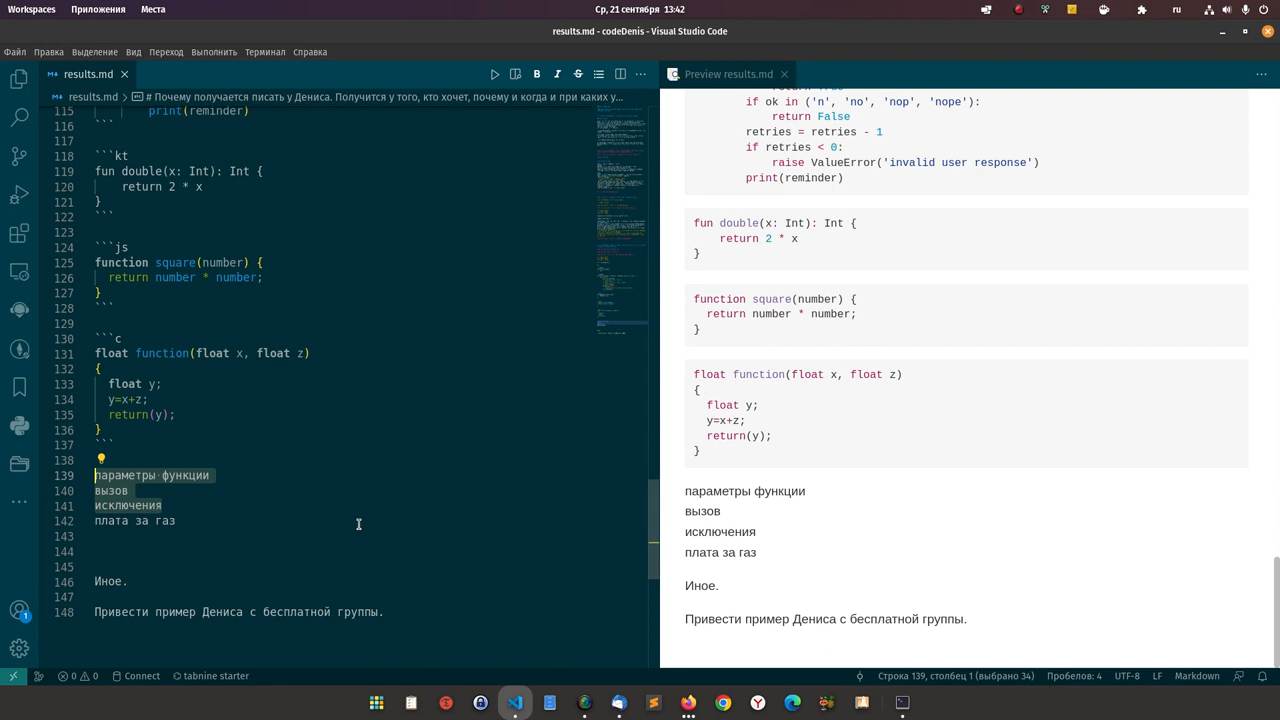 Workspaces Приложения Места
Ср, 21 сентября 13:42
ru
results.md - codeDenis - Visual Studio Code
Файл Правка Выделение Вид Переход Выполнить Терминал Справка
results.md
Preview results.md
results.md > # Почему получается писать у Дениса. Получится у того, кто хочет, почему и когда и при каких у...
115 print(reminder)
116 ```
117
118 ```kt
119 fun double(x: Int): Int {
120 return 2 * x
121 }
122 ```
123
124 ```js
125 function square(number) {
126 return number * number;
127 }
128 ```
129
130 ```c
131 float function(float x, float z)
132 {
133 float y;
134 y=x+z;
135 return(y);
136 }
137 ```
138
139 параметры функции
140 вызов
141 исключения
142 плата за газ
143
144
145
146 Иное.
147
148 Привести пример Дениса с бесплатной группы.
if ok in ('n', 'no', 'nop', 'nope'):
return False
retries = retries - 1
if retries < 0:
raise ValueError('invalid user response')
print(reminder)
fun double(x: Int): Int {
return 2 * x
}
function square(number) {
return number * number;
}
float function(float x, float z)
{
float y;
y=x+z;
return(y);
}
параметры функции
вызов
исключения
плата за газ
Иное.
Привести пример Дениса с бесплатной группы.
1
0 0 Connect tabnine starter
Строка 139, столбец 1 (выбрано 34) Пробелов: 4 UTF-8 LF Markdown